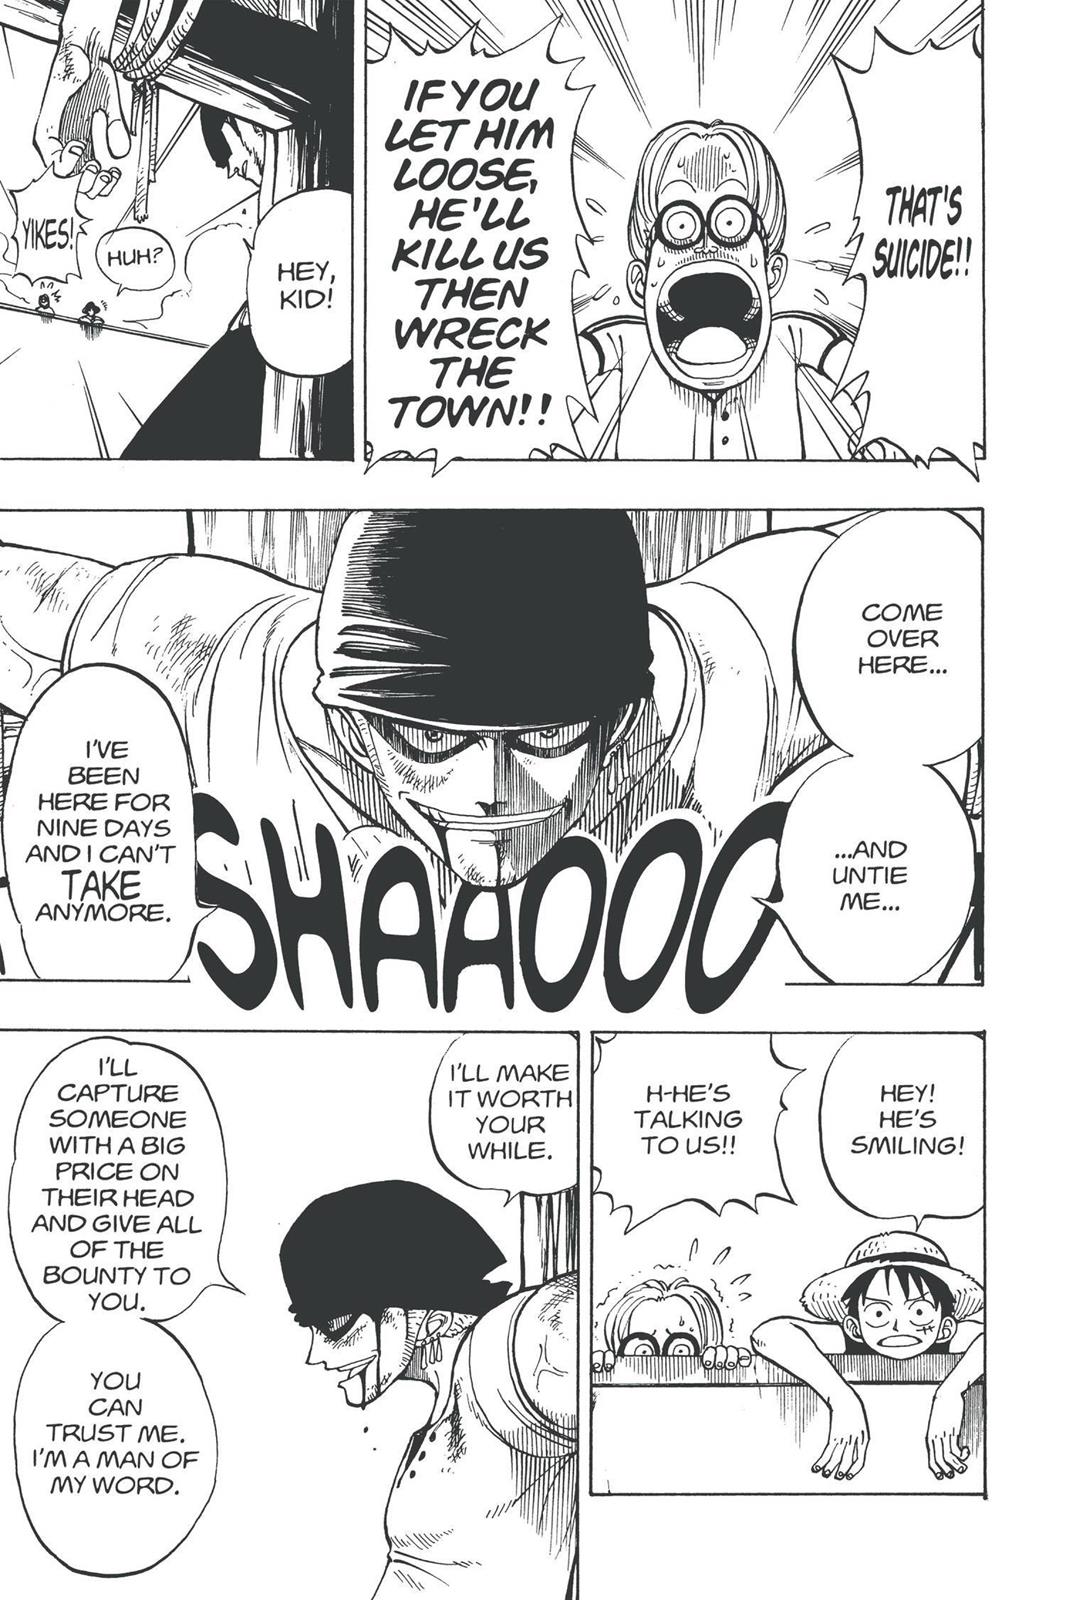 THAT'S
SUICIDE!!
IF YOU
LET HIM
LOOSE,
HE'LL
KILL US
THEN
WRECK
THE
TOWN!!
HEY,
KID!
HUH?
YIKES!
COME
OVER
HERE...
...AND
UNTIE
ME...
SHAAOOO
I'VE
BEEN
HERE FOR
NINE DAYS
AND I CAN'T
TAKE
ANYMORE.
HEY!
HE'S
SMILING!
H-HE'S
TALKING
TO US!!
I'LL MAKE
IT WORTH
YOUR
WHILE.
I'LL
CAPTURE
SOMEONE
WITH A BIG
PRICE ON
THEIR HEAD
AND GIVE ALL
OF THE
BOUNTY TO
YOU.
YOU
CAN
TRUST ME.
I'M A MAN OF
MY WORD.